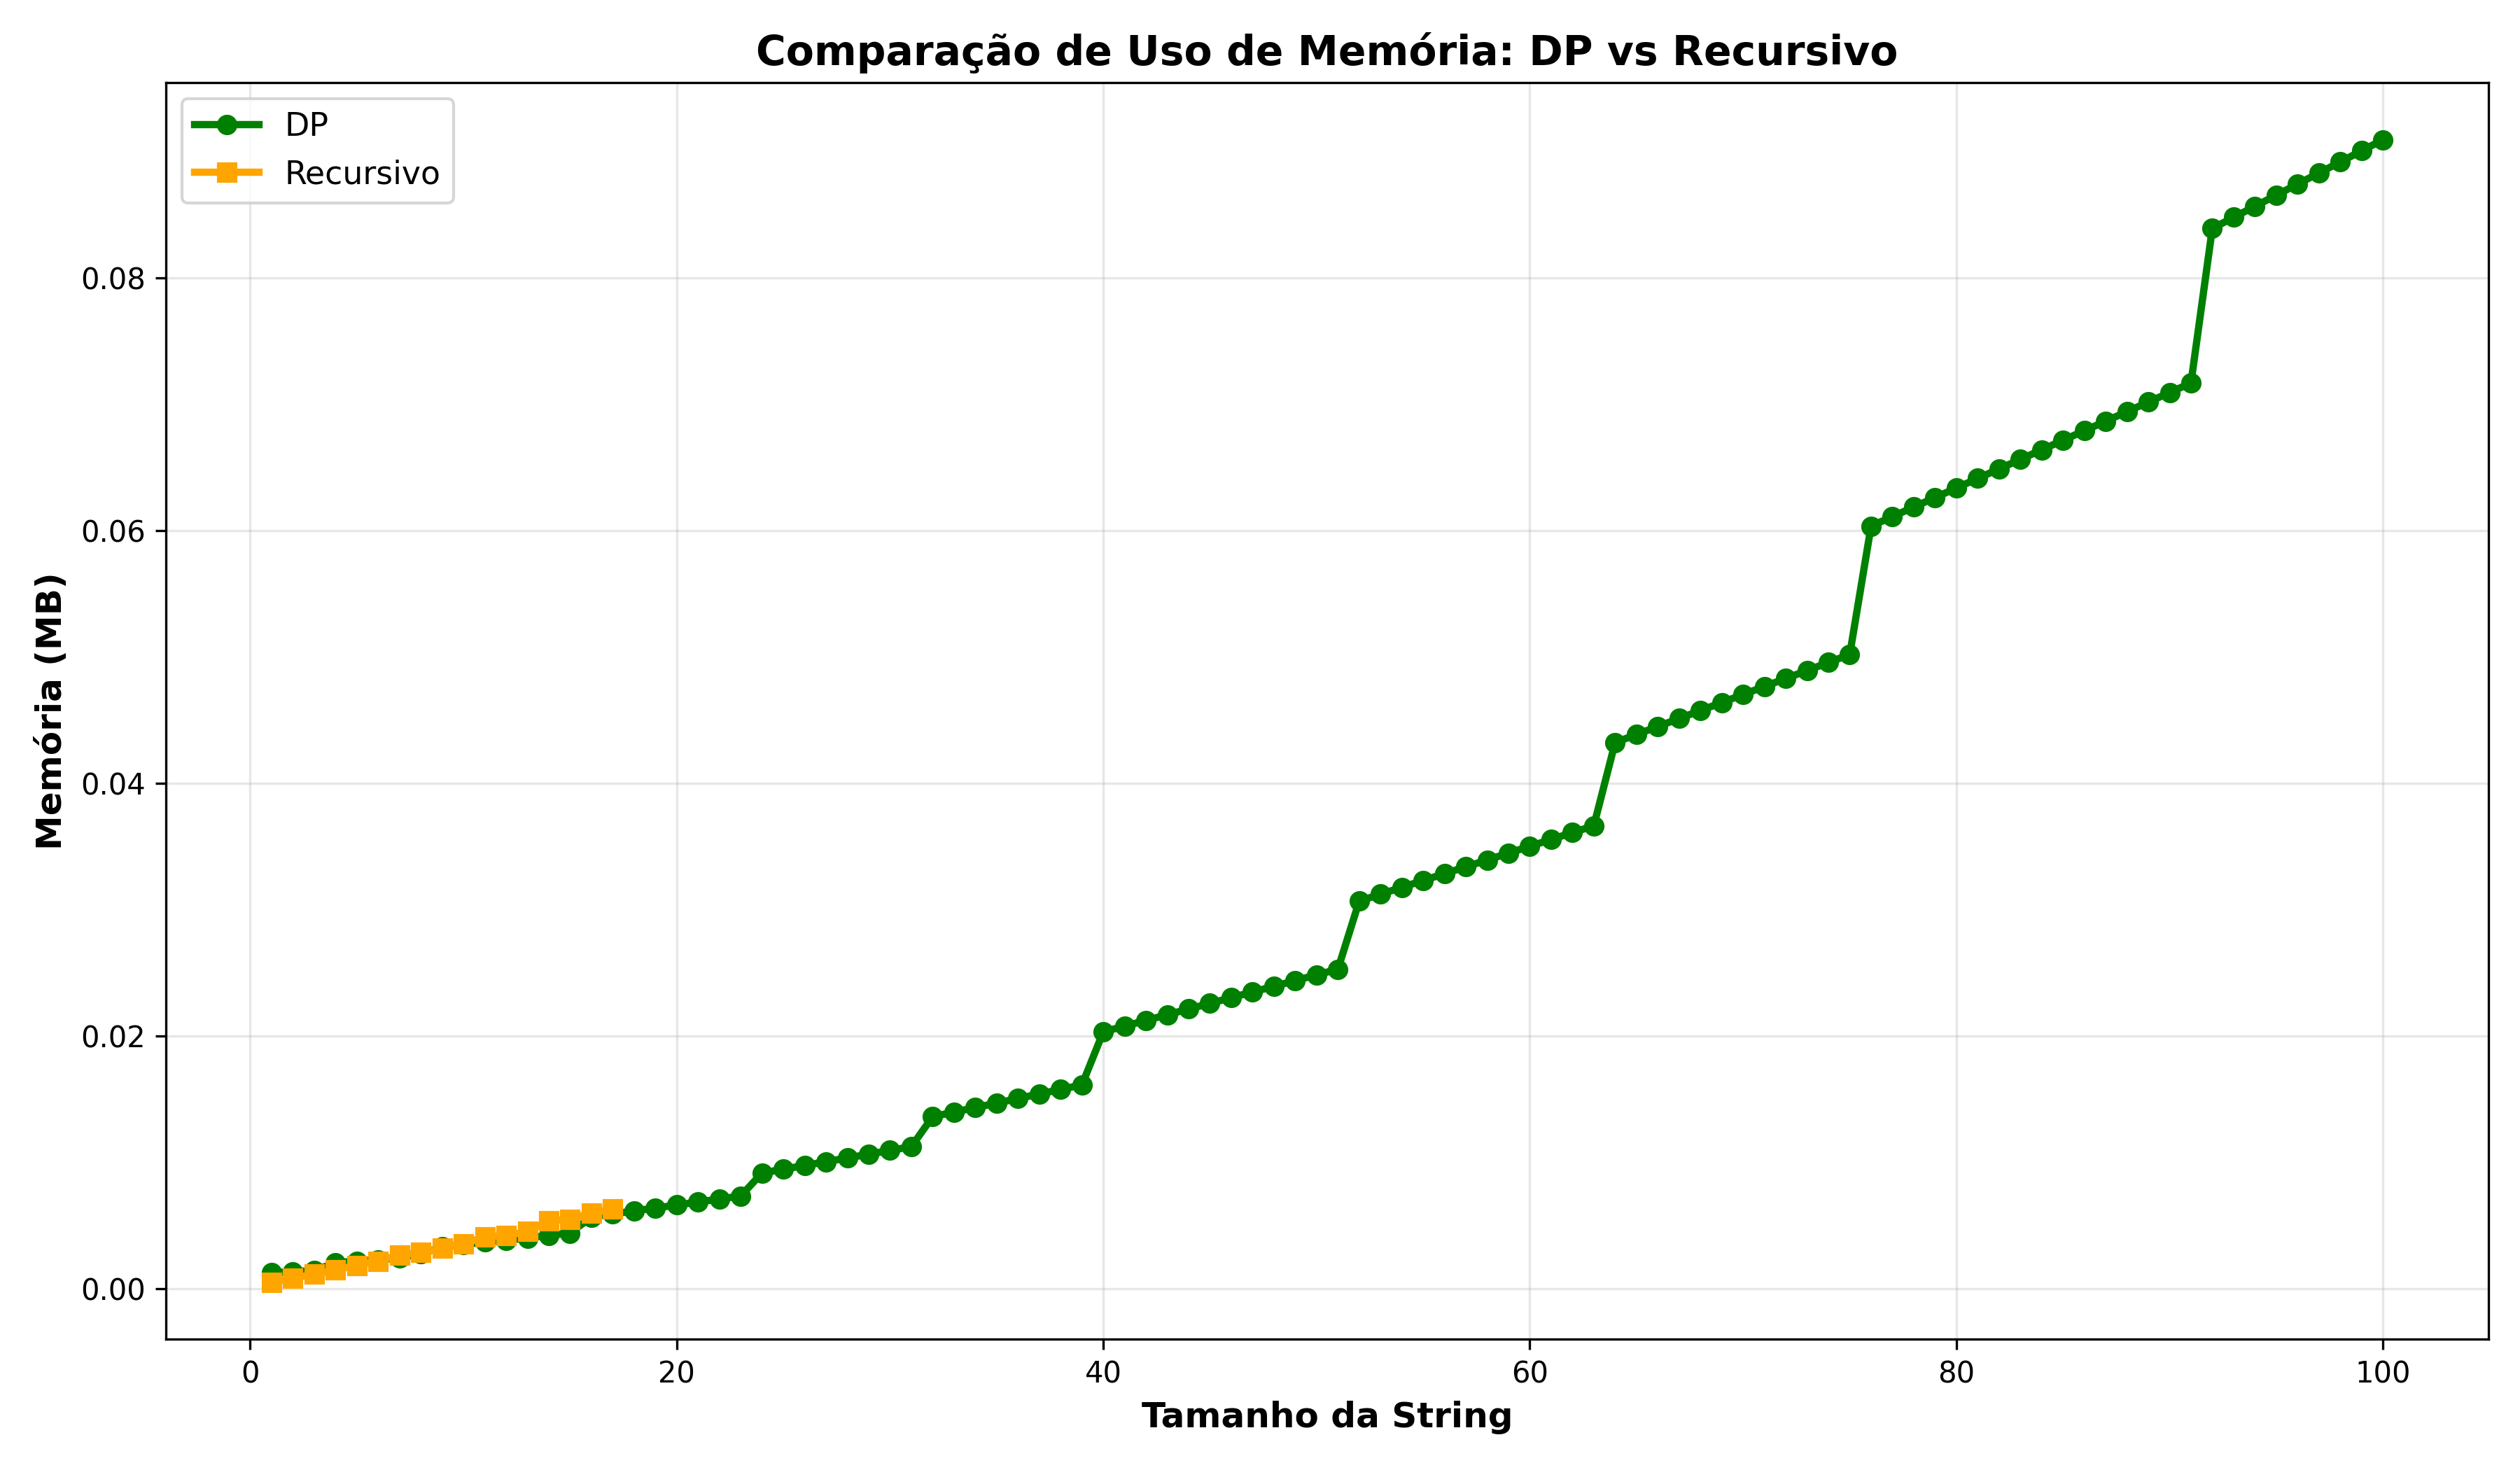 Comparação de Uso de Memória: DP vs Recursivo
DP
Recursivo
0.08
0.06
0.04
0.02
0.00
Memória (MB)
0 20 40 60 80 100
Tamanho da String